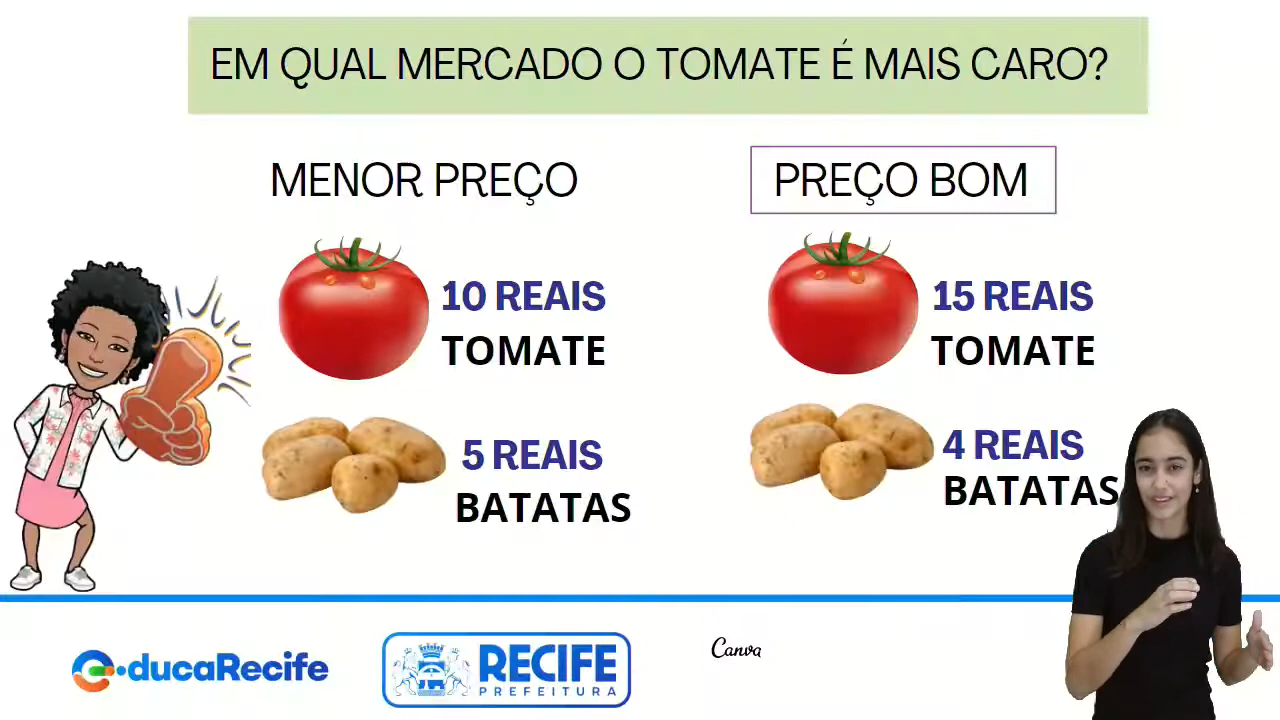 EM QUAL MERCADO O TOMATE É MAIS CARO?
MENOR PREÇO
10 REAIS
TOMATE
5 REAIS
BATATAS
PREÇO BOM
15 REAIS
TOMATE
4 REAIS
BATATAS
EducaRecife
RECIFE
PREFEITURA
Canva